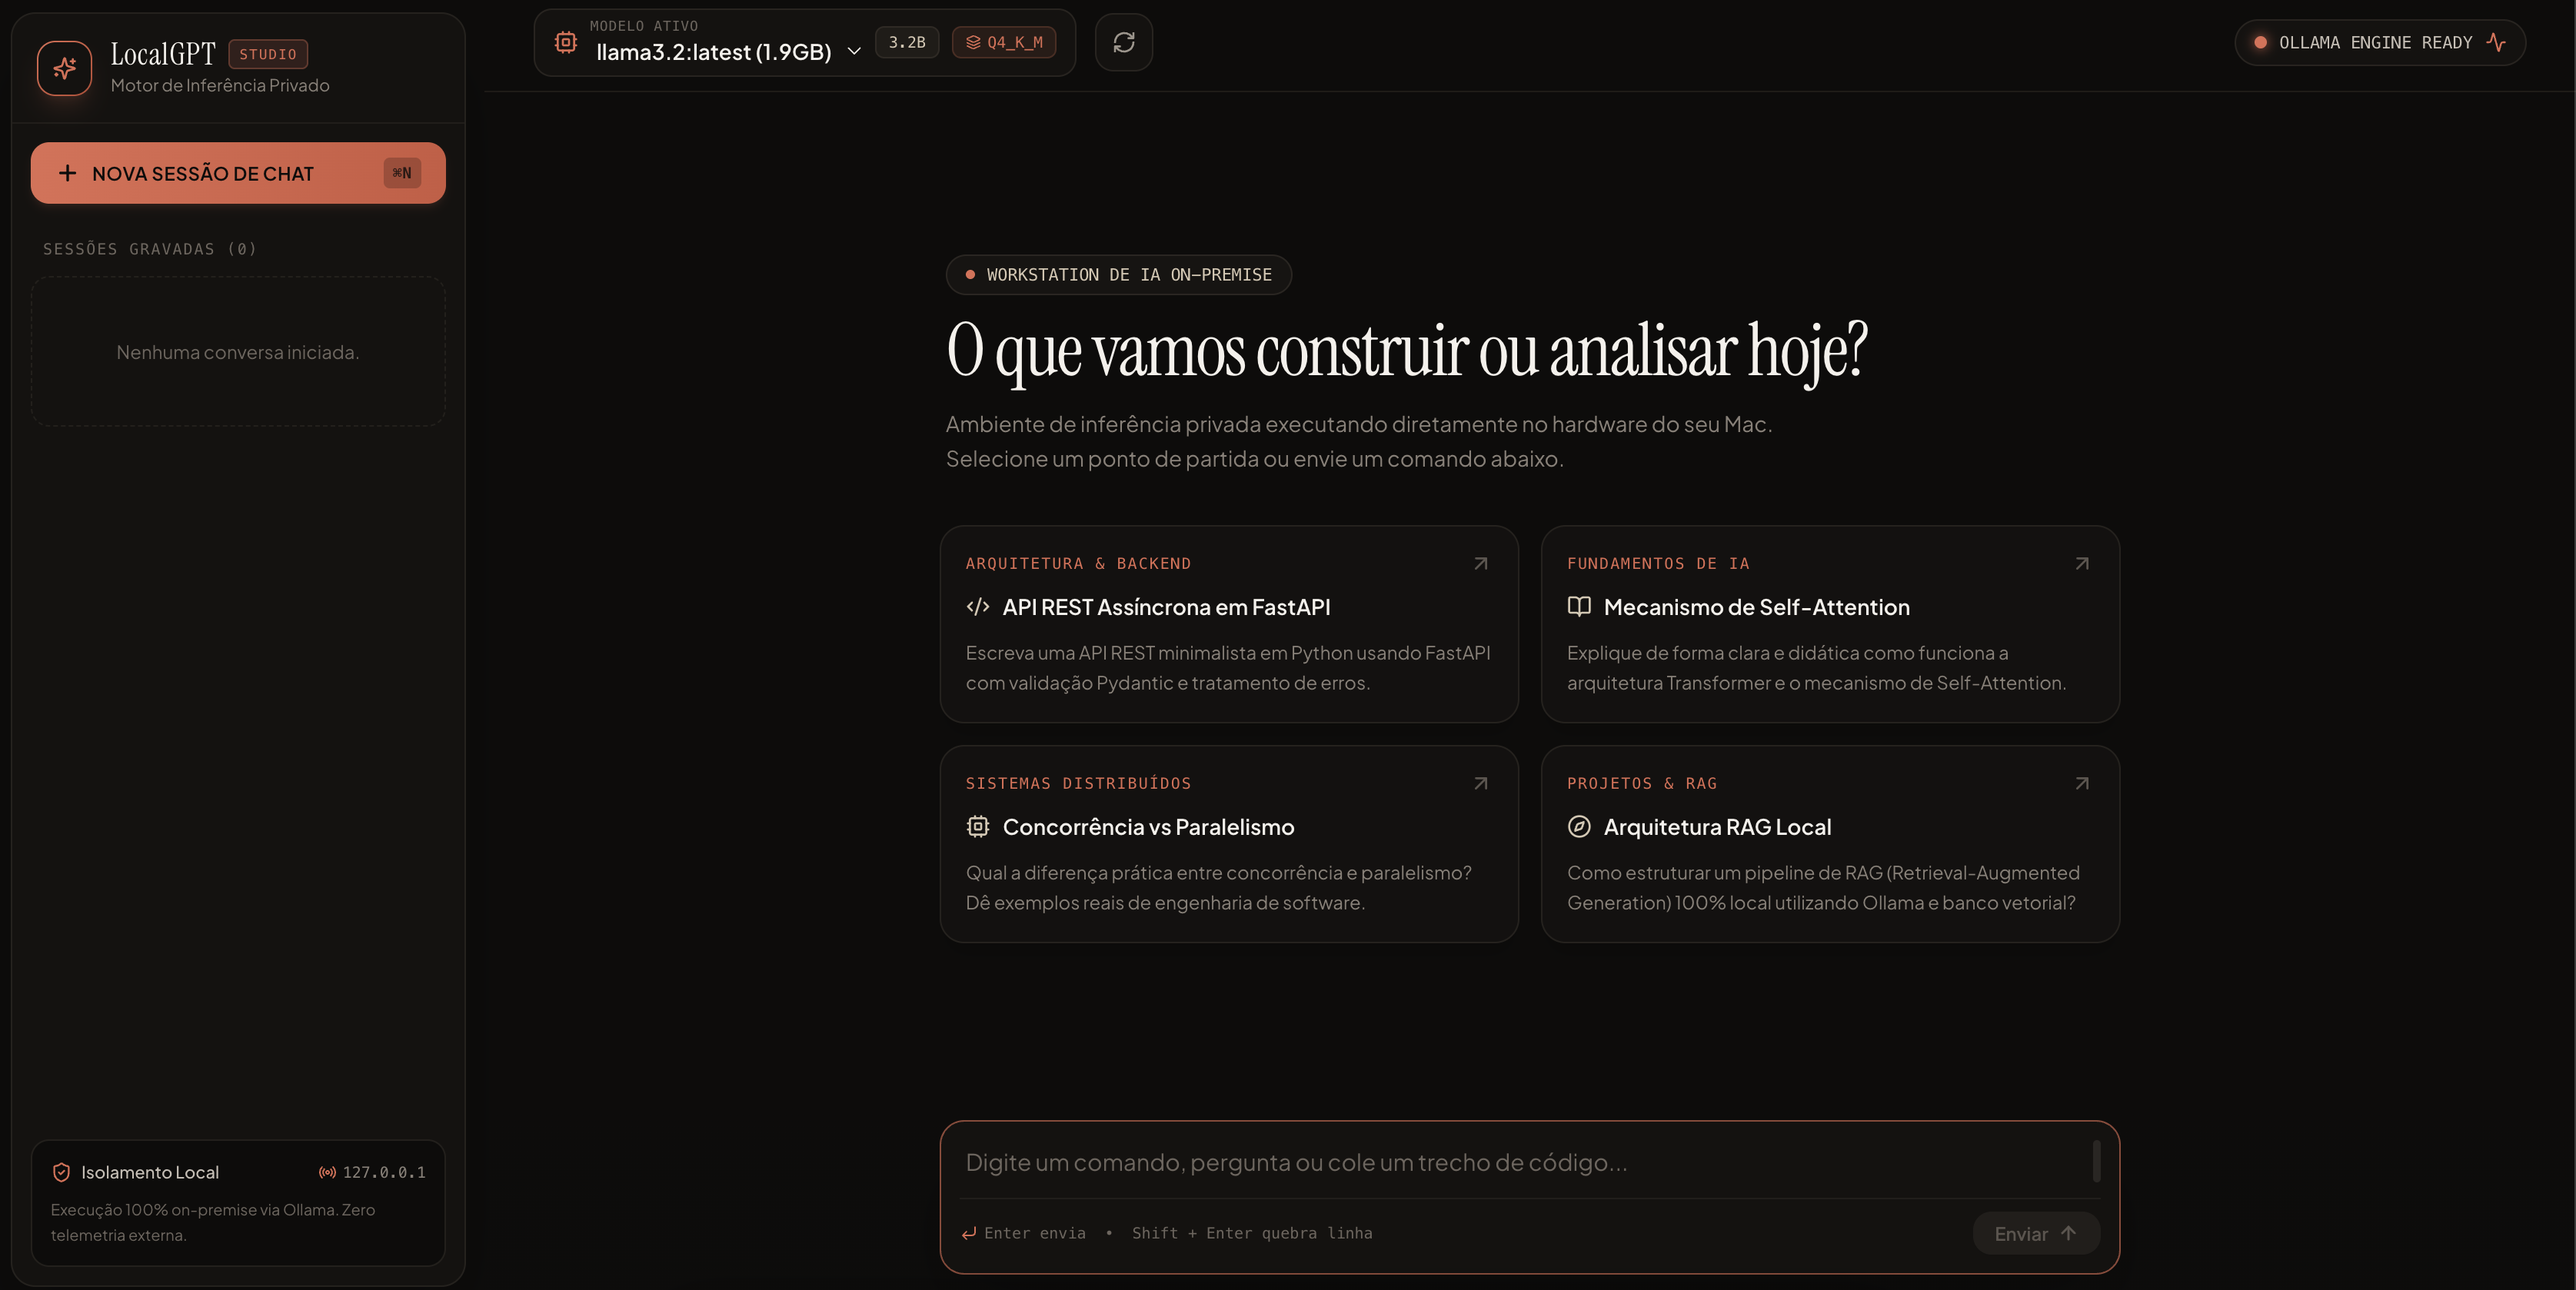 LocalGPT STUDIO
Motor de Inferência Privado
NOVA SESSÃO DE CHAT ⌘N
SESSÕES GRAVADAS (0)
Nenhuma conversa iniciada.
Isolamento Local 127.0.0.1
Execução 100% on-premise via Ollama. Zero
telemetria externa.
MODELO ATIVO
llama3.2:latest (1.9GB) 3.2B Q4_K_M
OLLAMA ENGINE READY
WORKSTATION DE IA ON-PREMISE
O que vamos construir ou analisar hoje?
Ambiente de inferência privada executando diretamente no hardware do seu Mac.
Selecione um ponto de partida ou envie um comando abaixo.
ARQUITETURA & BACKEND
API REST Assíncrona em FastAPI
Escreva uma API REST minimalista em Python usando FastAPI
com validação Pydantic e tratamento de erros.
FUNDAMENTOS DE IA
Mecanismo de Self-Attention
Explique de forma clara e didática como funciona a
arquitetura Transformer e o mecanismo de Self-Attention.
SISTEMAS DISTRIBUÍDOS
Concorrência vs Paralelismo
Qual a diferença prática entre concorrência e paralelismo?
Dê exemplos reais de engenharia de software.
PROJETOS & RAG
Arquitetura RAG Local
Como estruturar um pipeline de RAG (Retrieval-Augmented
Generation) 100% local utilizando Ollama e banco vetorial?
Digite um comando, pergunta ou cole um trecho de código...
Enter envia • Shift + Enter quebra linha
Enviar